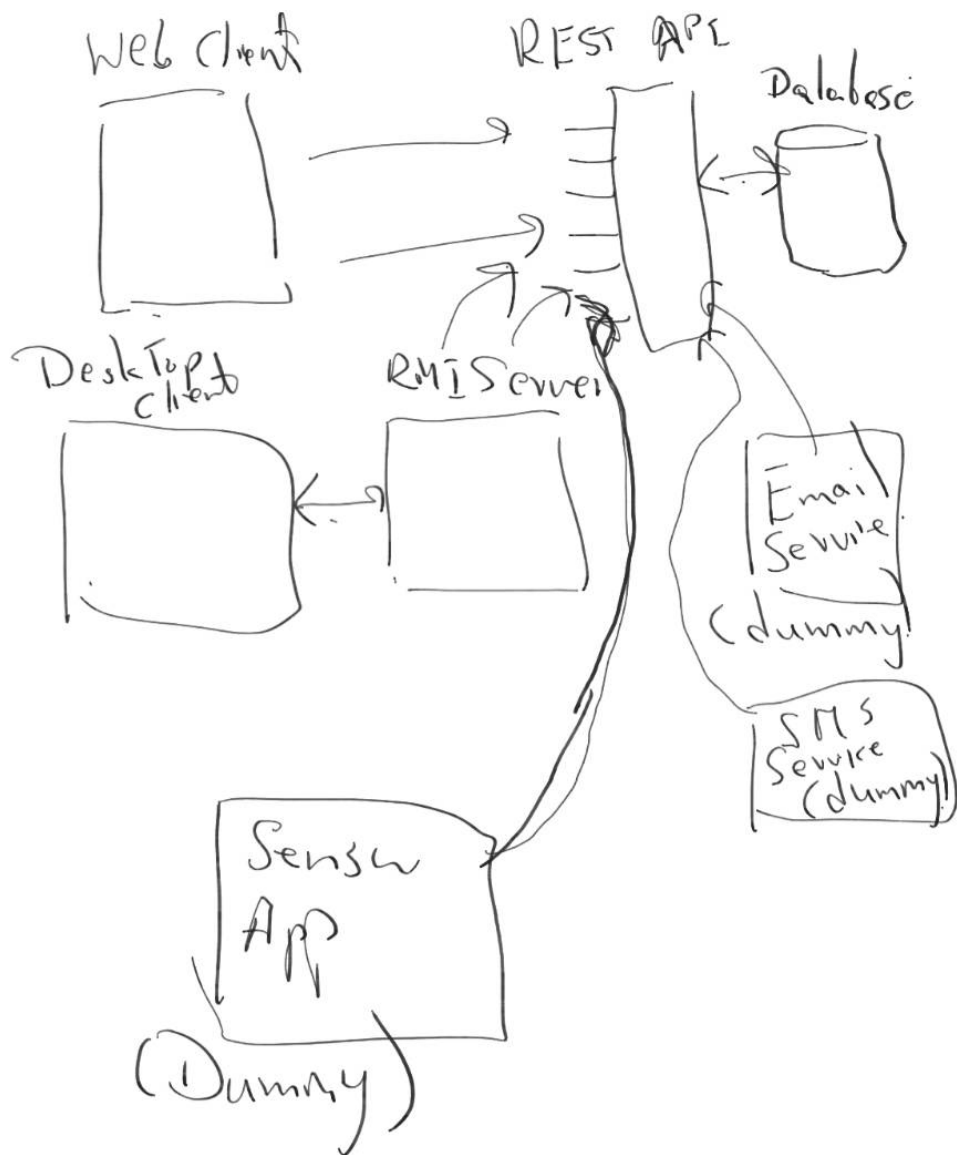 Web Client
REST API
Database
DeskTop
Client
RMI Server
Email
Service
(dummy)
SMS
Service
(dummy)
Sensor
App
(Dummy)